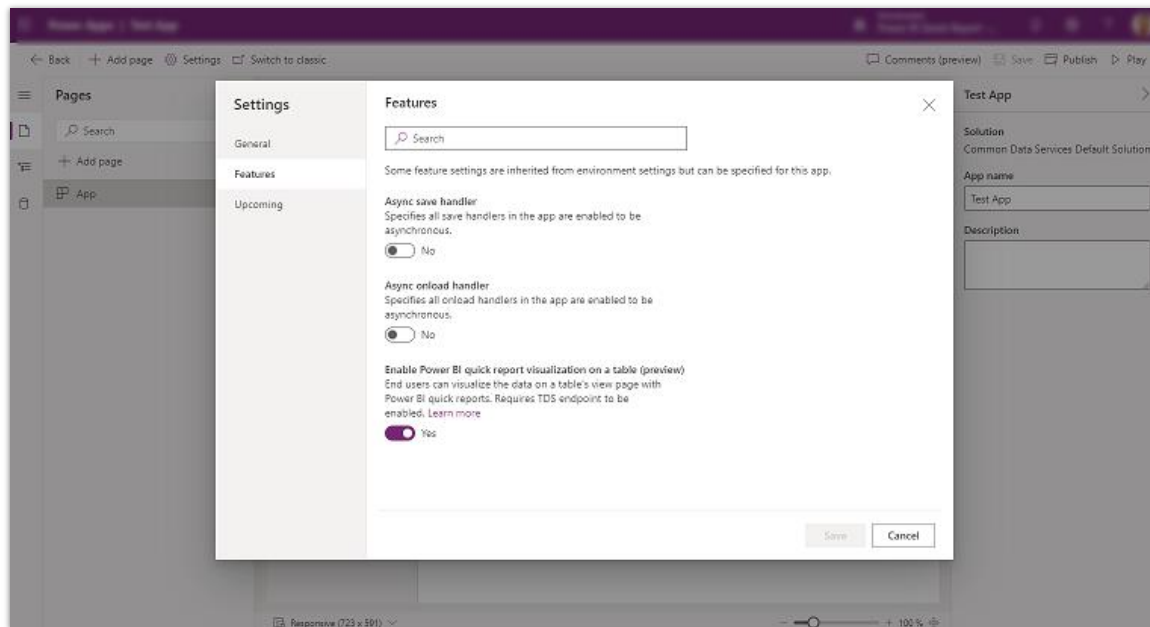 Power Apps | Test App
Back
Add page
Settings
Switch to classic
Comments (preview)
Save
Publish
Play
Pages
Search
Add page
App
Settings
General
Features
Upcoming
Features
Search
Some feature settings are inherited from environment settings but can be specified for this app.
Async save handler
Specifies all save handlers in the app are enabled to be
asynchronous.
No
Async onload handler
Specifies all onload handlers in the app are enabled to be
asynchronous.
No
Enable Power BI quick report visualization on a table (preview)
End users can visualize the data on a table's view page with
Power BI quick reports. Requires TDS endpoint to be
enabled. Learn more
Yes
Save
Cancel
Test App
Solution
Common Data Services Default Solution
App name
Test App
Description
Responsive (723 x 591)
100 %